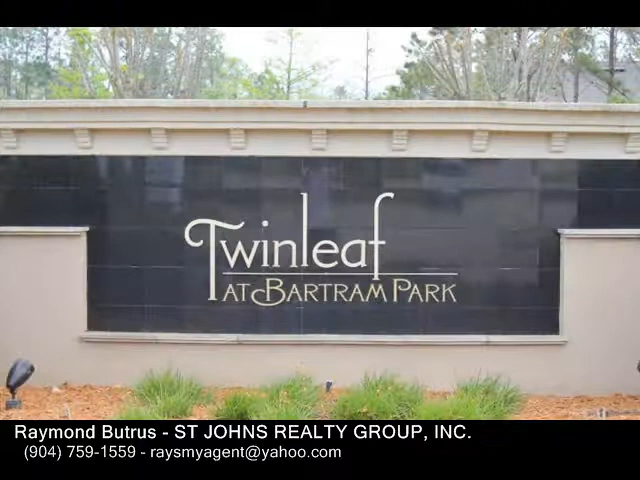 Twinleaf
AT BARTRAM PARK
Raymond Butrus - ST JOHNS REALTY GROUP, INC.
(904) 759-1559 - raysmyagent@yahoo.com